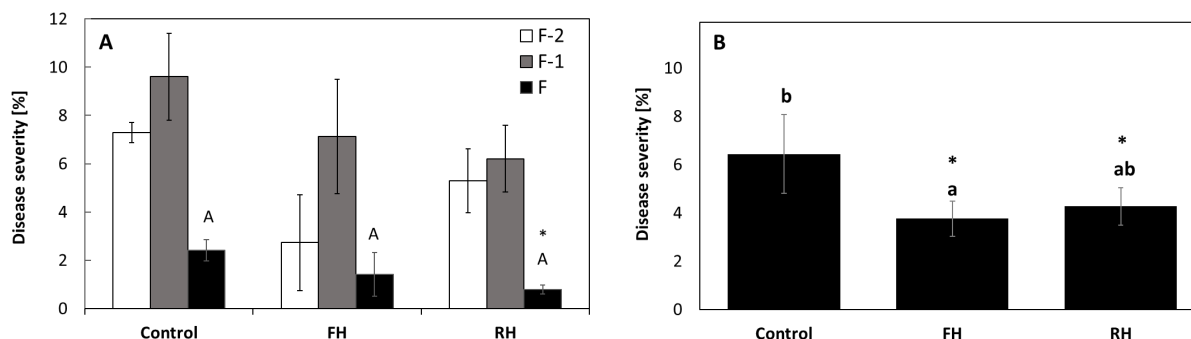 A
Disease severity [%]
12
10
8
6
4
2
0
F-2
F-1
F
A
A
*
A
Control
FH
RH
B
Disease severity [%]
10
8
6
4
2
0
b
*
a
*
ab
Control
FH
RH